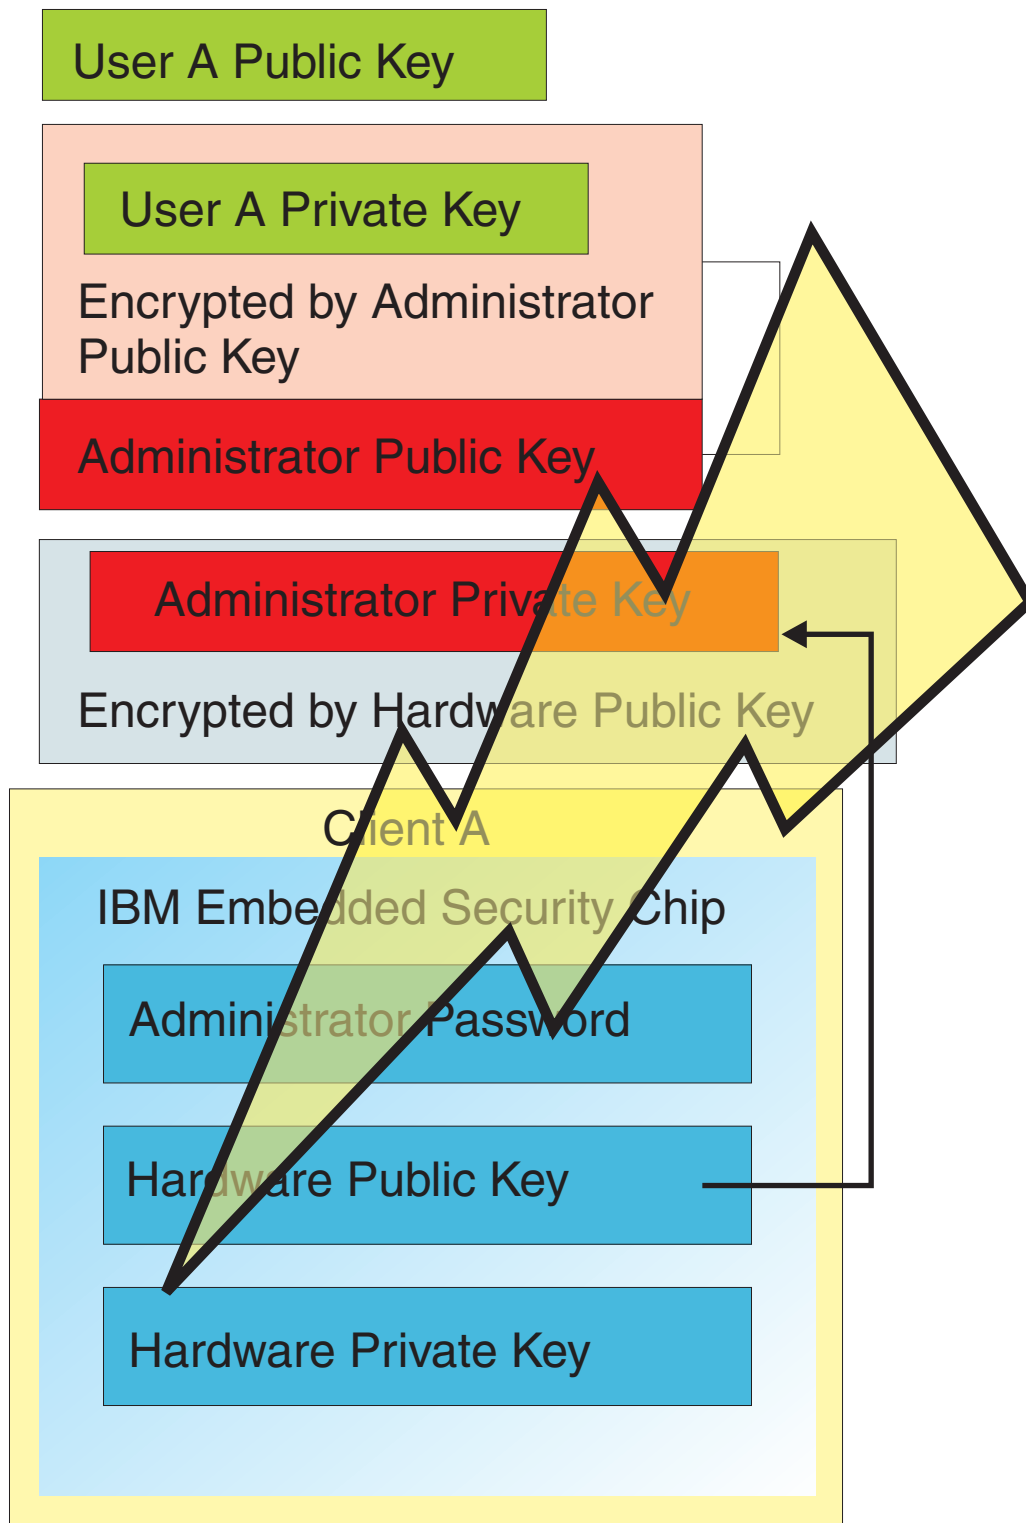 User A Public Key
User A Private Key
Encrypted by Administrator
Public Key
Administrator Public Key
Administrator Private Key
Encrypted by Hardware Public Key
Client A
IBM Embedded Security Chip
Administrator Password
Hardware Public Key
Hardware Private Key